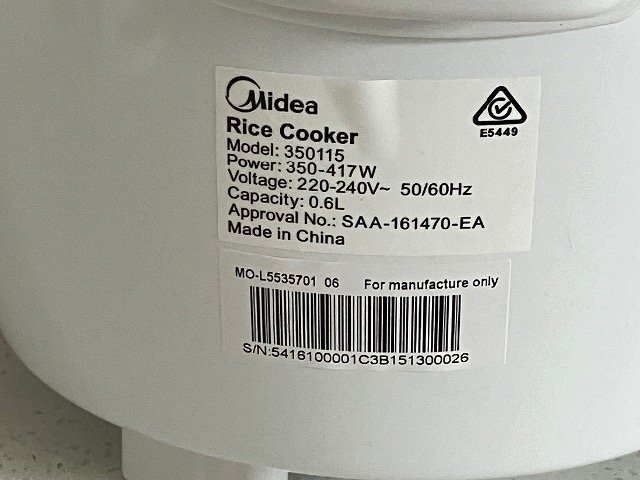 Midea
E5449
Rice Cooker
Model: 350115
Power: 350-417W
Voltage: 220-240V~ 50/60Hz
Capacity: 0.6L
Approval No.: SAA-161470-EA
Made in China
MO-L5535701 06 For manufacture only
S/N:5416100001C3B151300026